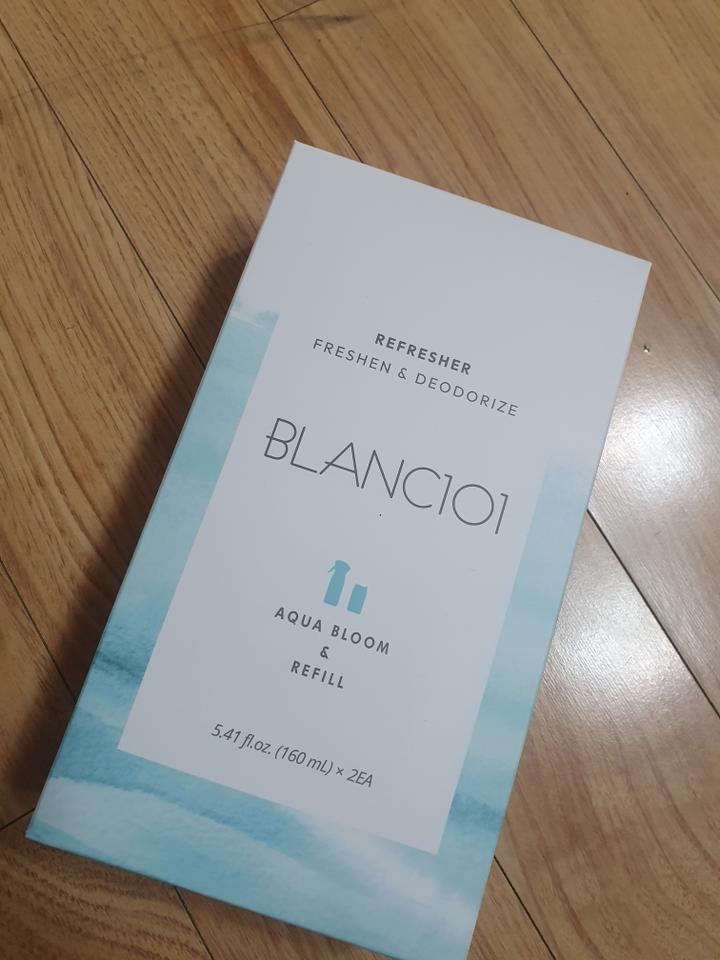 REFRESHER
FRESHEN & DEODORIZE
BLANC101
AQUA BLOOM
&
REFILL
5.41 fl.oz. (160 mL) × 2EA